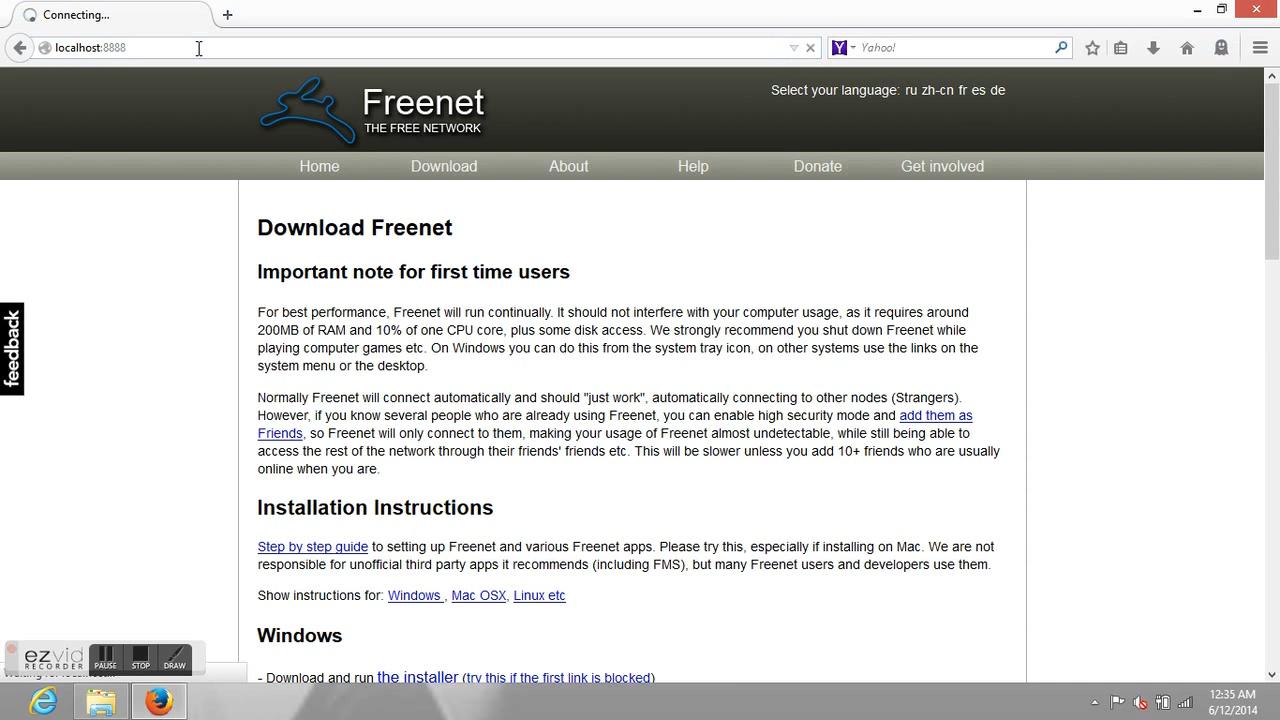 Connecting...
localhost:8888
Yahoo!
Freenet
THE FREE NETWORK
Select your language: ru zh-cn fr es de
Home Download About Help Donate Get involved
Download Freenet
Important note for first time users
For best performance, Freenet will run continually. It should not interfere with your computer usage, as it requires around
200MB of RAM and 10% of one CPU core, plus some disk access. We strongly recommend you shut down Freenet while
playing computer games etc. On Windows you can do this from the system tray icon, on other systems use the links on the
system menu or the desktop.
Normally Freenet will connect automatically and should "just work", automatically connecting to other nodes (Strangers).
However, if you know several people who are already using Freenet, you can enable high security mode and add them as
Friends, so Freenet will only connect to them, making your usage of Freenet almost undetectable, while still being able to
access the rest of the network through their friends' friends etc. This will be slower unless you add 10+ friends who are usually
online when you are.
feedback
Installation Instructions
Step by step guide to setting up Freenet and various Freenet apps. Please try this, especially if installing on Mac. We are not
responsible for unofficial third party apps it recommends (including FMS), but many Freenet users and developers use them.
Show instructions for: Windows , Mac OSX, Linux etc
Windows
- Download and run the installer (try this if the first link is blocked)
ezvid
RECORDER
PAUSE STOP DRAW
12:35 AM
6/12/2014